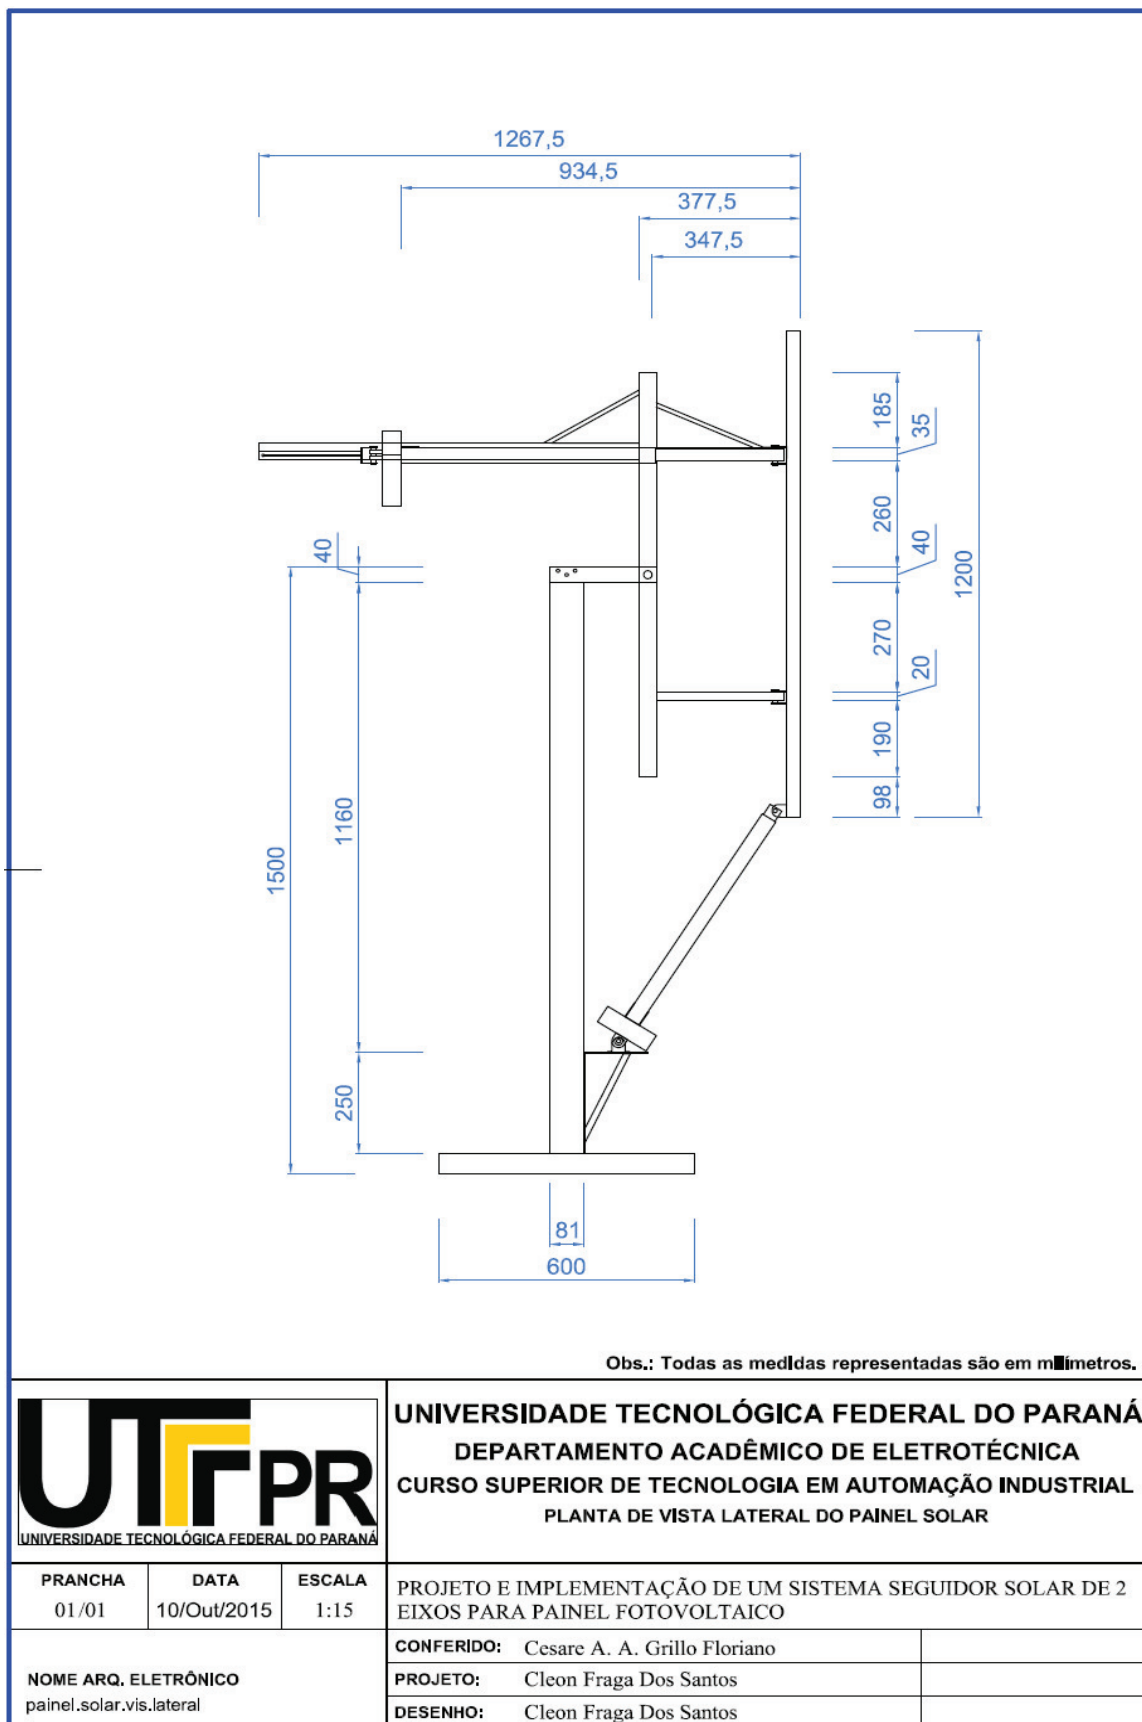 1267,5
934,5
377,5
347,5
185
35
260
40
1200
270
20
190
98
40
1160
1500
250
81
600
Obs.: Todas as medidas representadas são em milímetros.
UTFPR
UNIVERSIDADE TECNOLÓGICA FEDERAL DO PARANÁ
UNIVERSIDADE TECNOLÓGICA FEDERAL DO PARANÁ
DEPARTAMENTO ACADÊMICO DE ELETROTÉCNICA
CURSO SUPERIOR DE TECNOLOGIA EM AUTOMAÇÃO INDUSTRIAL
PLANTA DE VISTA LATERAL DO PAINEL SOLAR
PRANCHA
01/01
DATA
10/Out/2015
ESCALA
1:15
PROJETO E IMPLEMENTAÇÃO DE UM SISTEMA SEGUIDOR SOLAR DE 2
EIXOS PARA PAINEL FOTOVOLTAICO
NOME ARQ. ELETRÔNICO
painel.solar.vis.lateral
CONFERIDO: Cesare A. A. Grillo Floriano
PROJETO: Cleon Fraga Dos Santos
DESENHO: Cleon Fraga Dos Santos